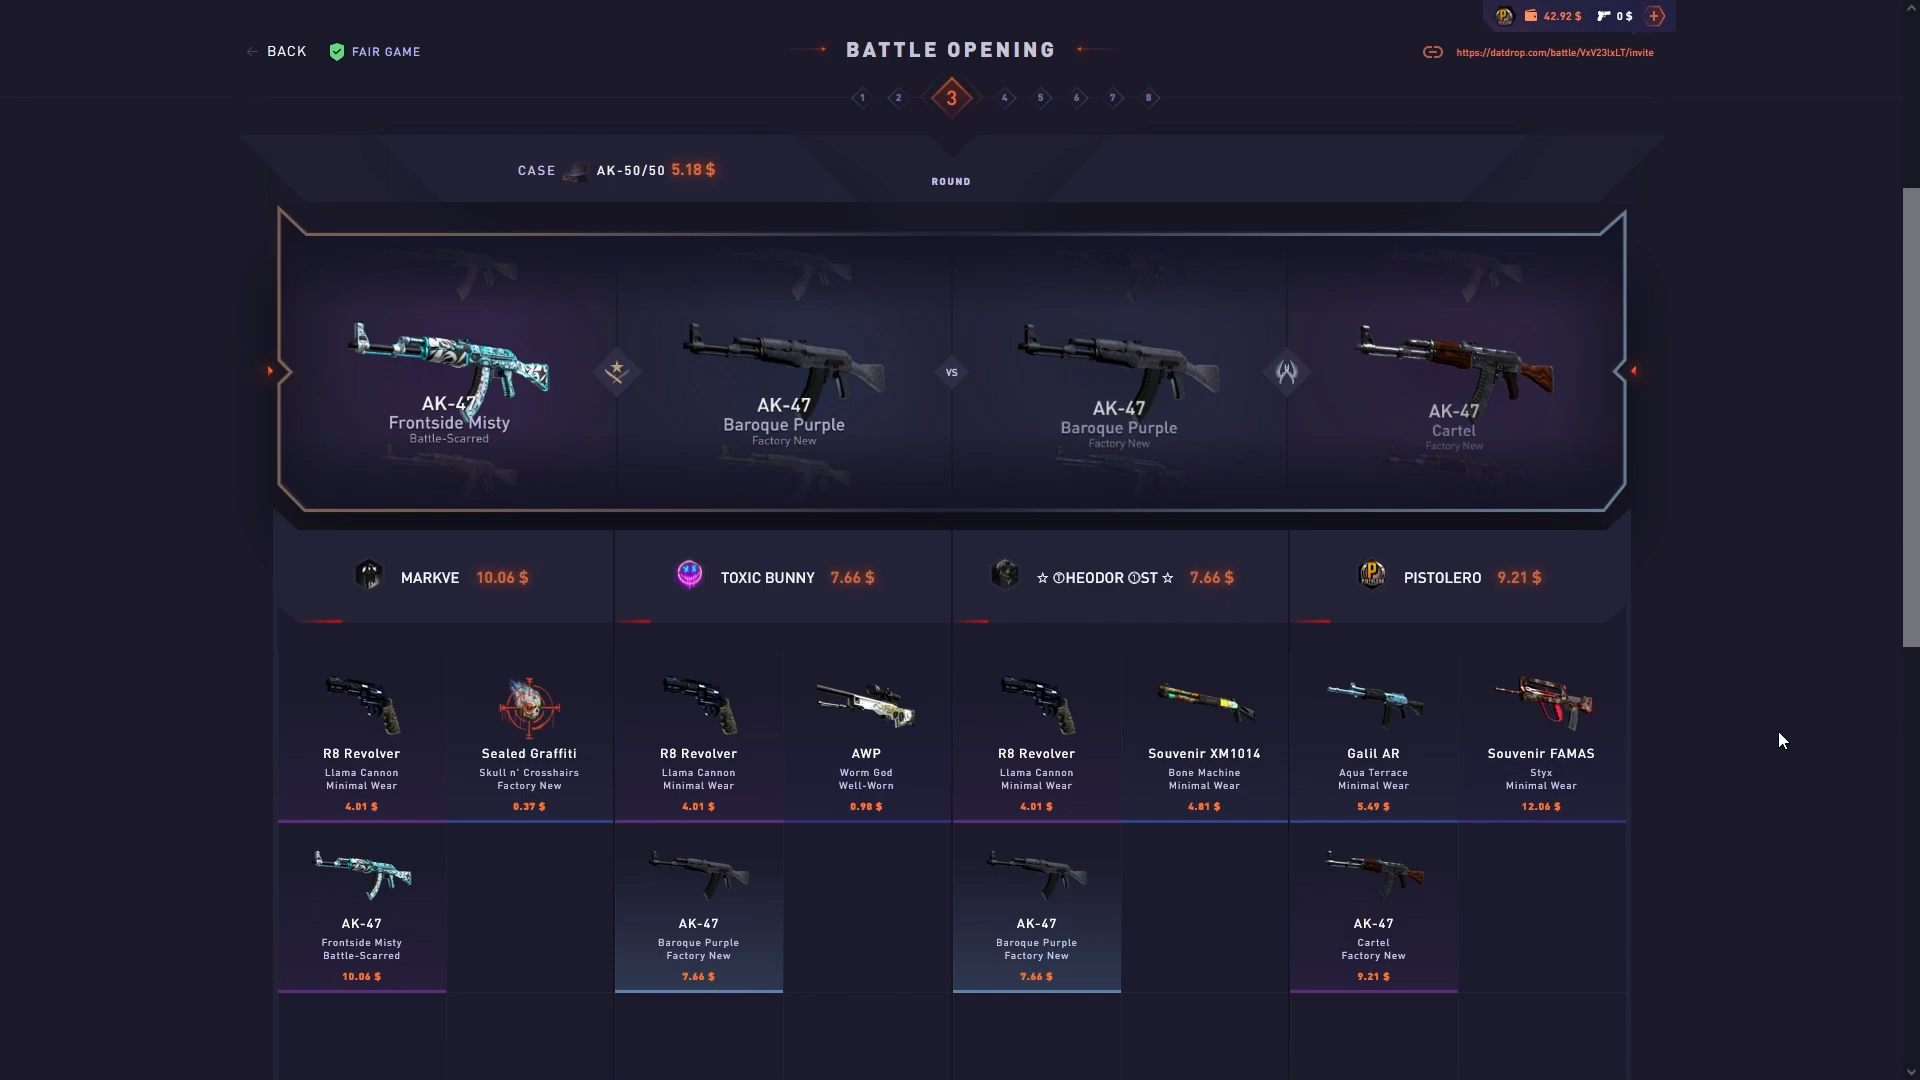 42.92 $ 0 $
BACK FAIR GAME
BATTLE OPENING
https://datdrop.com/battle/VxV23lxLT/invite
1 2 3 4 5 6 7 8
CASE AK-50/50 5.18 $
ROUND
AK-47
Frontside Misty
Battle-Scarred
AK-47
Baroque Purple
Factory New
VS
AK-47
Baroque Purple
Factory New
AK-47
Cartel
Factory New
MARKVE 10.06 $
TOXIC BUNNY 7.66 $
☆ ⓉHEODOR ⓘST ☆ 7.66 $
PISTOLERO 9.21 $
R8 Revolver
Llama Cannon
Minimal Wear
4.01 $
Sealed Graffiti
Skull n' Crosshairs
Factory New
0.37 $
R8 Revolver
Llama Cannon
Minimal Wear
4.01 $
AWP
Worm God
Well-Worn
0.98 $
R8 Revolver
Llama Cannon
Minimal Wear
4.01 $
Souvenir XM1014
Bone Machine
Minimal Wear
4.81 $
Galil AR
Aqua Terrace
Minimal Wear
5.49 $
Souvenir FAMAS
Styx
Minimal Wear
12.06 $
AK-47
Frontside Misty
Battle-Scarred
10.06 $
AK-47
Baroque Purple
Factory New
7.66 $
AK-47
Baroque Purple
Factory New
7.66 $
AK-47
Cartel
Factory New
9.21 $